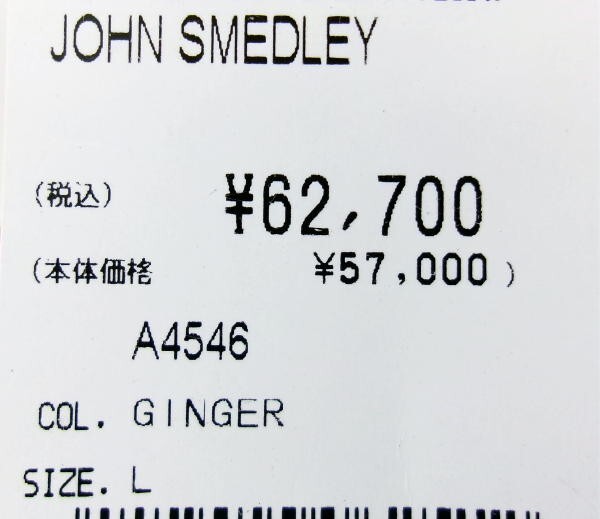 JOHN SMEDLEY
(税込) ¥62,700
(本体価格 ¥57,000)
A4546
COL. GINGER
SIZE. L